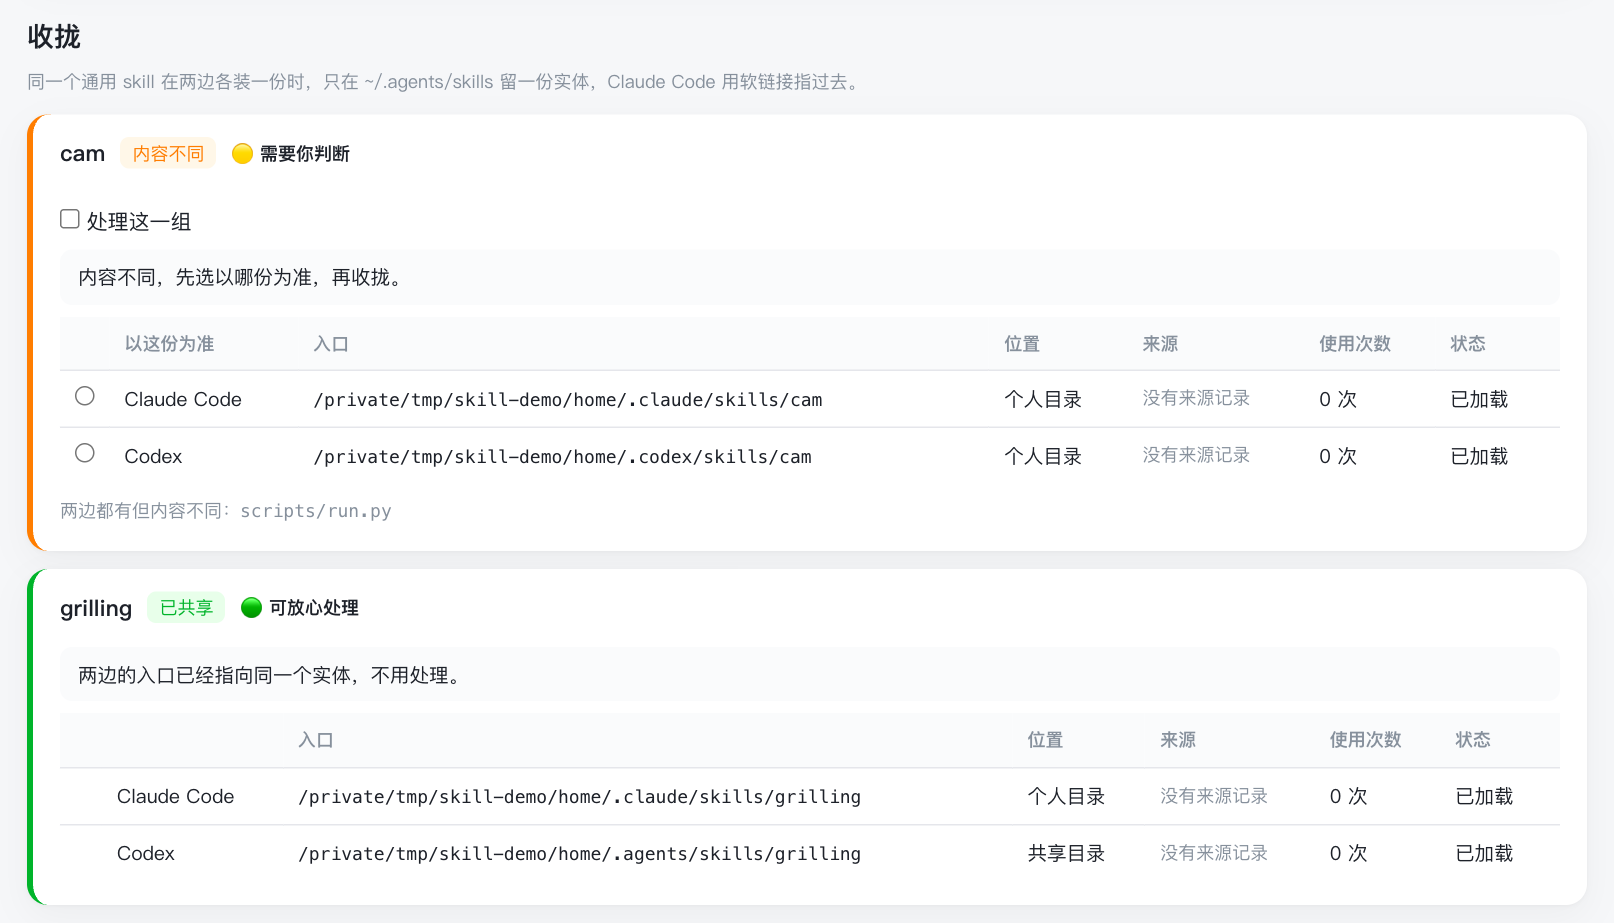 收拢
同一个通用 skill 在两边各装一份时，只在 ~/.agents/skills 留一份实体，Claude Code 用软链接指过去。
cam 内容不同 需要你判断
处理这一组
内容不同，先选以哪份为准，再收拢。
以这份为准 入口 位置 来源 使用次数 状态
Claude Code /private/tmp/skill-demo/home/.claude/skills/cam 个人目录 没有来源记录 0 次 已加载
Codex /private/tmp/skill-demo/home/.codex/skills/cam 个人目录 没有来源记录 0 次 已加载
两边都有但内容不同：scripts/run.py
grilling 已共享 可放心处理
两边的入口已经指向同一个实体，不用处理。
入口 位置 来源 使用次数 状态
Claude Code /private/tmp/skill-demo/home/.claude/skills/grilling 个人目录 没有来源记录 0 次 已加载
Codex /private/tmp/skill-demo/home/.agents/skills/grilling 共享目录 没有来源记录 0 次 已加载